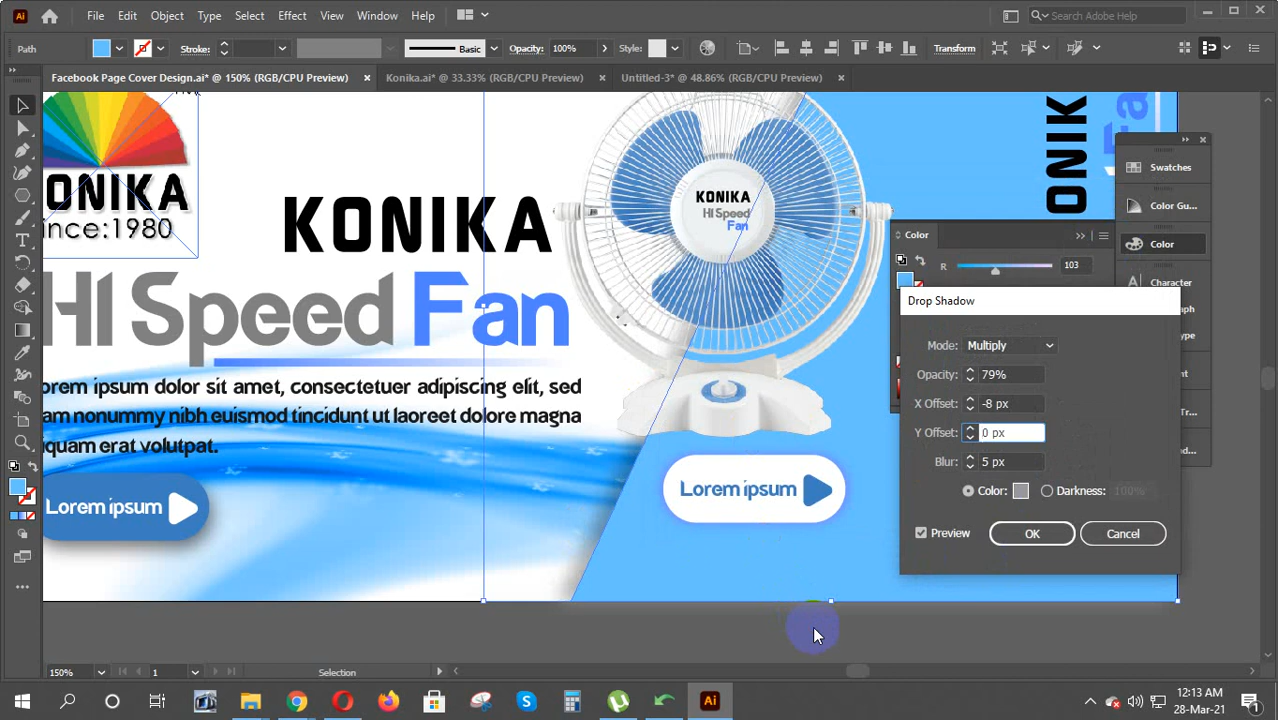 Ai File Edit Object Type Select Effect View Window Help Search Adobe Help
Path Stroke: Basic Opacity: 100% Style: Transform
Facebook Page Cover Design.ai* @ 150% (RGB/CPU Preview) × Konika.ai* @ 33.33% (RGB/CPU Preview) × Untitled-3* @ 48.86% (RGB/CPU Preview) ×
ONIKA
ince:1980
KONIKA
HI Speed Fan
orem ipsum dolor sit amet, consectetuer adipiscing elit, sed
am nonummy nibh euismod tincidunt ut laoreet dolore magna
iquam erat volutpat.
Lorem ipsum
KONIKA
HI Speed
Fan
Lorem ipsum
ONIK
Fa
Swatches
Color Gu...
Color
Character
Color
R 103
Drop Shadow
Mode: Multiply
Opacity: 79%
X Offset: -8 px
Y Offset: 0 px
Blur: 5 px
Color: Darkness: 100%
Preview OK Cancel
150% 1 Selection
Ai
12:13 AM
28-Mar-21